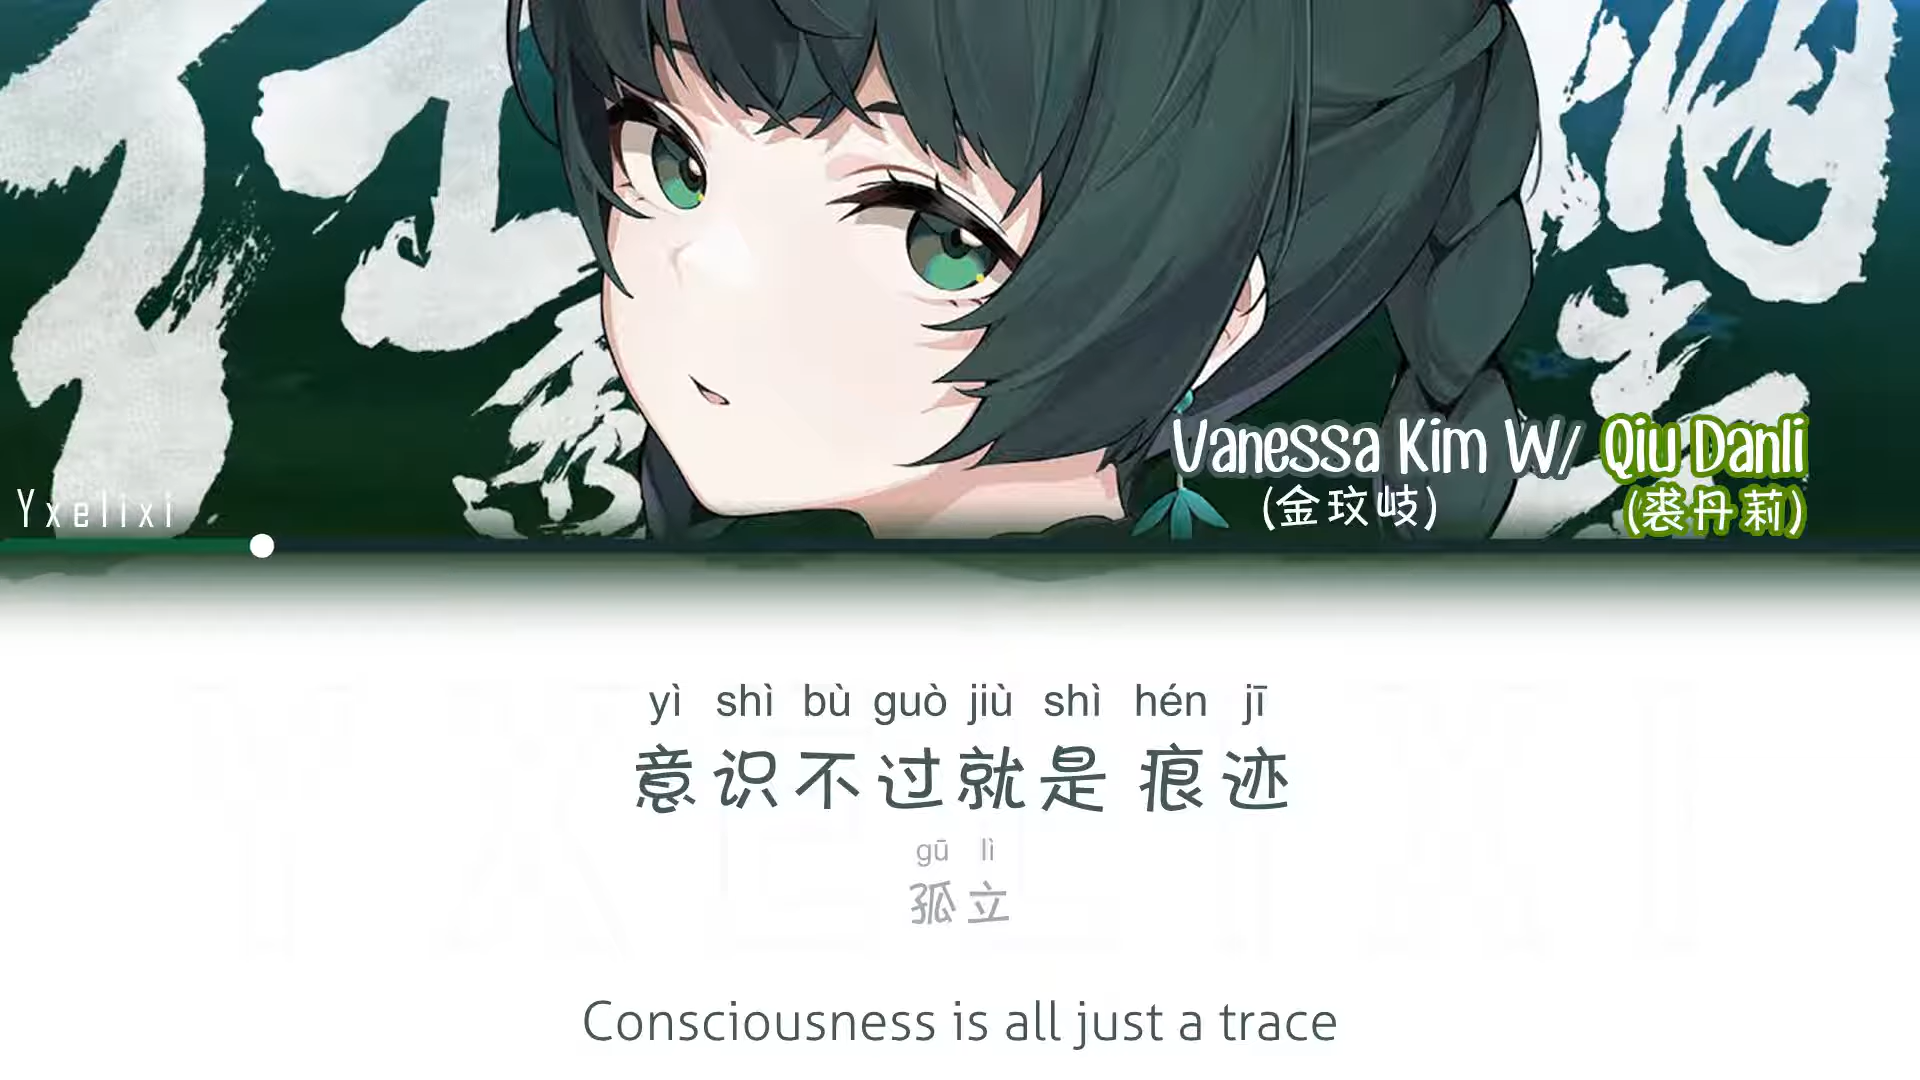 Vanessa Kim W/ Qiu Danli
(金玟岐) (裘丹莉)
Yxelixi
yì shì bù guò jiù shì hén jī
意识不过就是 痕迹
gū lì
孤立
Consciousness is all just a trace